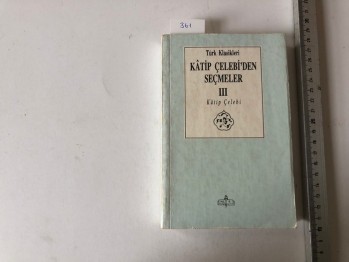 361
Türk Klasikleri
KÂTİP ÇELEBİ'DEN
SEÇMELER
III
Kâtip Çelebi